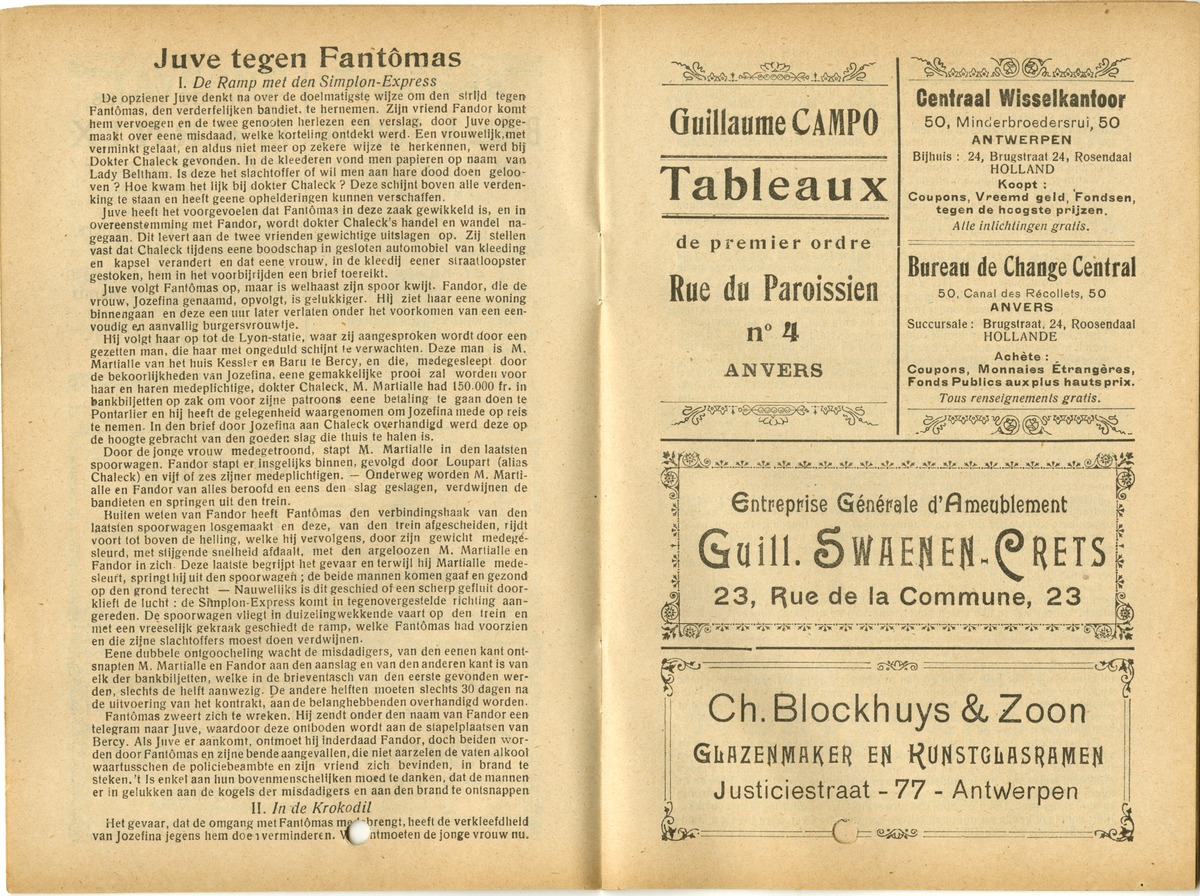 Juve tegen Fantômas
I. De Ramp met den Simplon-Express
De opziener Juve denkt na over de doelmatigste wijze om den strijd tegen
Fantômas, den verderfelijken bandiet, te hernemen. Zijn vriend Fandor komt
hem vervoegen en de twee genooten herlezen een verslag, door Juve opge-
maakt over eene misdaad, welke korteling ontdekt werd. Een vrouwelijk, met
verminkt gelaat, en aldus niet meer op zekere wijze te herkennen, werd bij
Dokter Chaleck gevonden. In de kleederen vond men papieren op naam van
Lady Beltham. Is deze het slachtoffer of wil men aan hare dood doen geloo-
ven ? Hoe kwam het lijk bij dokter Chaleck ? Deze schijnt boven alle verden-
king te staan en heeft geene ophelderingen kunnen verschaffen.
Juve heeft het voorgevoelen dat Fantômas in deze zaak gewikkeld is, en in
overeenstemming met Fandor, wordt dokter Chaleck's handel en wandel na-
gegaan. Dit levert aan de twee vrienden gewichtige uitslagen op. Zij stellen
vast dat Chaleck tijdens eene boodschap in gesloten automobiel van kleeding
en kapsel verandert en dat eene vrouw, in de kleedij eener straatloopster
gestoken, hem in het voorbijrijden een brief toereikt.
Juve volgt Fantômas op, maar is welhaast zijn spoor kwijt. Fandor, die de
vrouw, Jozefina genaamd, opvolgt, is gelukkiger. Hij ziet haar eene woning
binnengaan en deze een uur later verlaten onder het voorkomen van een een-
voudig en aanvallig burgersvrouwtje.
Hij volgt haar op tot de Lyon-statie, waar zij aangesproken wordt door een
gezetten man, die haar met ongeduld schijnt te verwachten. Deze man is M.
Martialle van het huis Kessler en Baru te Bercy, en die, medegesleept door
de bekoorlijkheden van Jozefina, eene gemakkelijke prooi zal worden voor
haar en haren medeplichtige, dokter Chaleck. M. Martialle had 150.000 fr. in
bankbiljetten op zak om voor zijne patroons eene betaling te gaan doen te
Pontarlier en hij heeft de gelegenheid waargenomen om Jozefina mede op reis
te nemen. In den brief door Jozefina aan Chaleck overhandigd werd deze op
de hoogte gebracht van den goeden slag die thuis te halen is.
Door de jonge vrouw medegetroond, stapt M. Martialle in den laatsten
spoorwagen. Fandor stapt er insgelijks binnen, gevolgd door Loupart (alias
Chaleck) en vijf of zes zijner medeplichtigen. — Onderweg worden M. Marti-
alle en Fandor van alles beroofd en eens den slag geslagen, verdwijnen de
bandieten en springen uit den trein.
Buiten weten van Fandor heeft Fantômas den verbindingshaak van den
laatsten spoorwagen losgemaakt en deze, van den trein afgescheiden, rijdt
voort tot boven de helling, welke hij vervolgens, door zijn gewicht medegé-
sleurd, met stijgende snelheid afdaalt, met den argeloozen M. Martialle en
Fandor in zich. Deze laatste begrijpt het gevaar en terwijl hij Martialle mede-
sleurt, springt hij uit den spoorwagen ; de beide mannen komen gaaf en gezond
op den grond terecht — Nauwelijks is dit geschied of een scherp gefluit door-
klieft de lucht : de Simplon-Express komt in tegenovergestelde richting aan-
gereden. De spoorwagen vliegt in duizelingwekkende vaart op den trein en
met een vreeselijk gekraak geschiedt de ramp, welke Fantômas had voorzien
en die zijne slachtoffers moest doen verdwijnen.
Eene dubbele ontgoocheling wacht de misdadigers, van den eenen kant ont-
snapten M. Martialle en Fandor aan den aanslag en van den anderen kant is van
elk der bankbiljetten, welke in de brieventasch van den eerste gevonden wer-
den, slechts de helft aanwezig. De andere helften moeten slechts 30 dagen na
de uitvoering van het kontrakt, aan de belanghebbenden overhandigd worden.
Fantômas zweert zich te wreken. Hij zendt onder den naam van Fandor een
telegram naar Juve, waardoor deze ontboden wordt aan de stapelplaatsen van
Bercy. Als Juve er aankomt, ontmoet hij inderdaad Fandor, doch beiden wor-
den door Fantômas en zijne bende aangevallen, die niet aarzelen de vaten alkool
waartusschen de policiebeambte en zijn vriend zich bevinden, in brand te
steken. 't Is enkel aan hun bovenmenschelijken moed te danken, dat de mannen
er in gelukken aan de kogels der misdadigers en aan den brand te ontsnappen
II. In de Krokodil
Het gevaar, dat de omgang met Fantômas brengt, heeft de verkleefdheid
van Jozefina jegens hem doen verminderen. ontmoeten de jonge vrouw nu.
Guillaume CAMPO
Tableaux
de premier ordre
Rue du Paroissien
nº 4
ANVERS
Centraal Wisselkantoor
50, Minderbroedersrui, 50
ANTWERPEN
Bijhuis : 24, Brugstraat 24, Rosendaal
HOLLAND
Koopt :
Coupons, Vreemd geld, Fondsen,
tegen de hoogste prijzen.
Alle inlichtingen gratis.
Bureau de Change Central
50, Canal des Récollets, 50
ANVERS
Succursale : Brugstraat, 24, Roosendaal
HOLLANDE
Achète :
Coupons, Monnaies Étrangères,
Fonds Publics aux plus hauts prix.
Tous renseignements gratis.
Entreprise Générale d'Ameublement
Guill. SWAENEN-CRETS
23, Rue de la Commune, 23
Ch. Blockhuys & Zoon
GLAZENMAKER EN KUNSTGLASRAMEN
Justiciestraat - 77 - Antwerpen